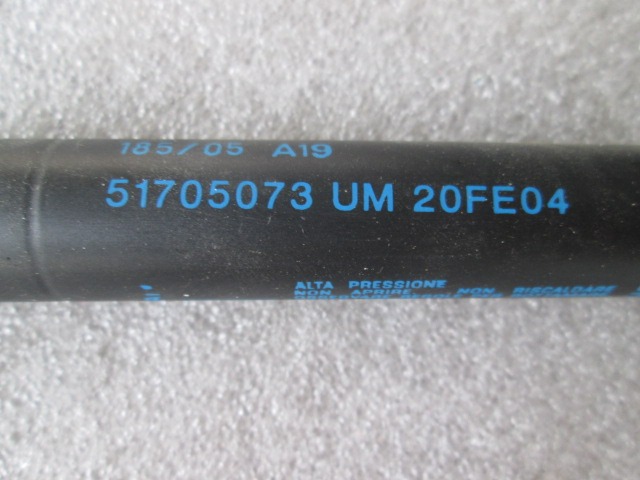 185/05 A19
51705073 UM 20FE04
ALTA PRESSIONE
NON APRIRE NON RISCALDARE